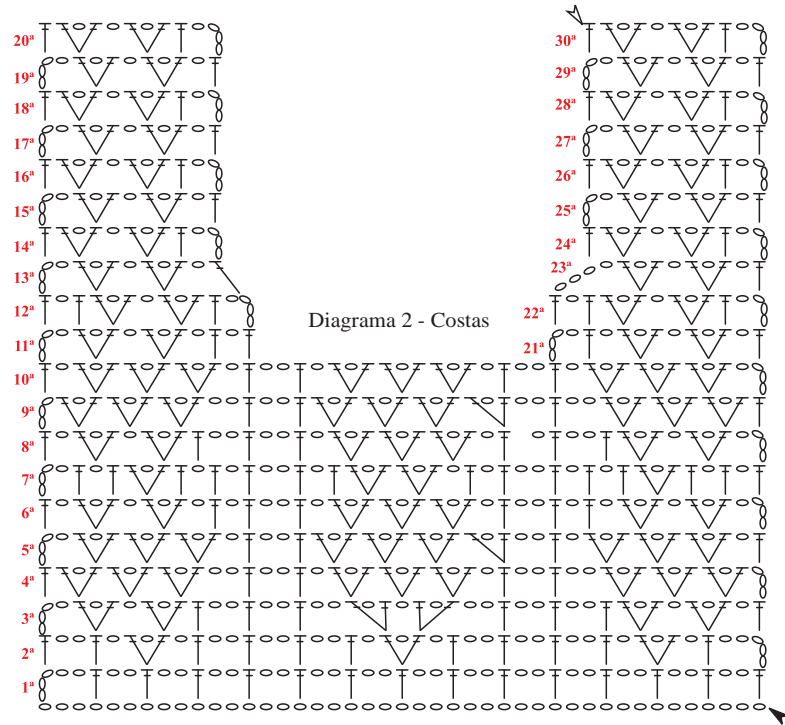 20ª 30ª
19ª 29ª
18ª 28ª
17ª 27ª
16ª 26ª
15ª 25ª
14ª 24ª
13ª 23ª
12ª Diagrama 2 - Costas 22ª
11ª 21ª
10ª
9ª
8ª
7ª
6ª
5ª
4ª
3ª
2ª
1ª